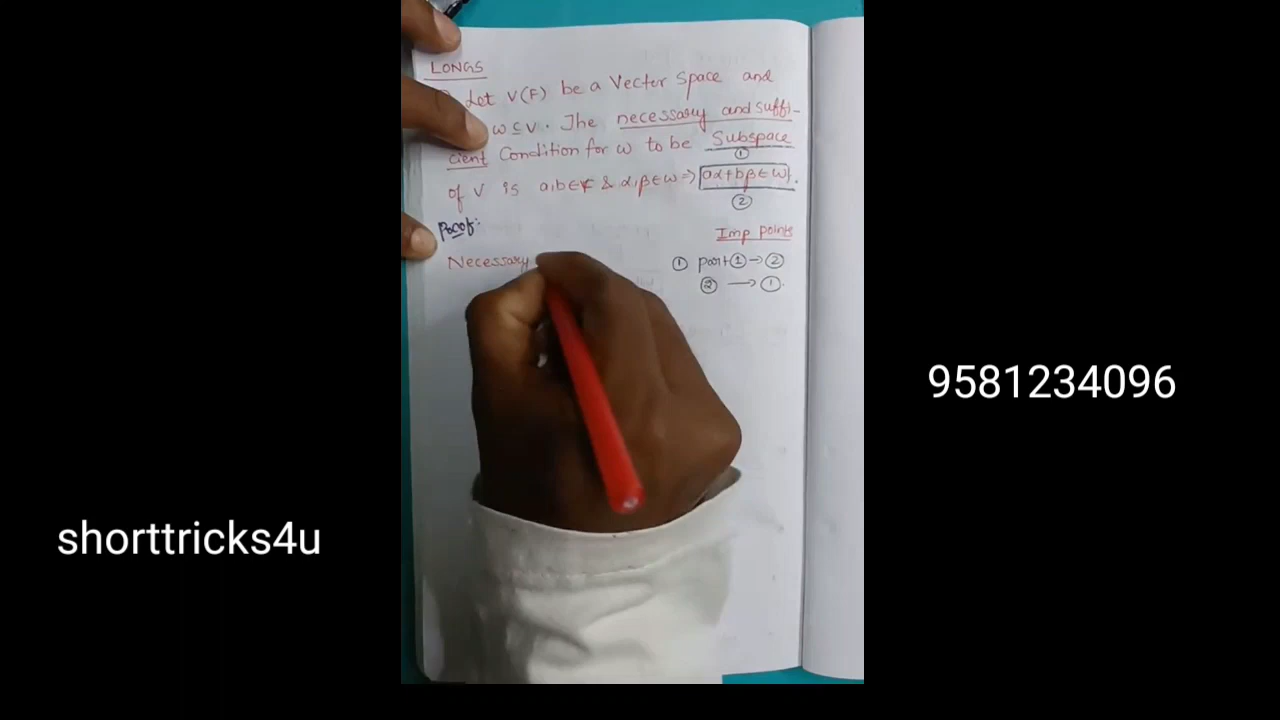 LONGS
Let V(F) be a Vector Space and
W ⊆ V. The necessary and suffi-
cient Condition for W to be Subspace
①
of V is a,b ∈ F & α,β ∈ W ⇒ aα+bβ ∈ W.
②
Proof:
Imp points
Necessary
① part ① → ②
② → ①.
9581234096
shorttricks4u